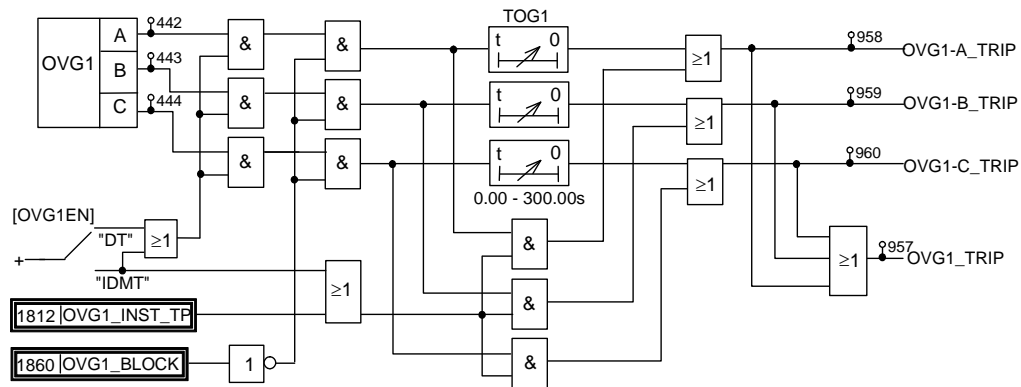 TOG1
442
A
&
&
t 0
≥1
958
OVG1-A_TRIP
OVG1
443
B
&
&
t 0
≥1
959
OVG1-B_TRIP
444
C
&
&
t 0
≥1
960
OVG1-C_TRIP
0.00 - 300.00s
[OVG1EN]
"DT"
≥1
+
"IDMT"
≥1
&
&
&
≥1
957
OVG1_TRIP
1812 OVG1_INST_TP
1860 OVG1_BLOCK
1